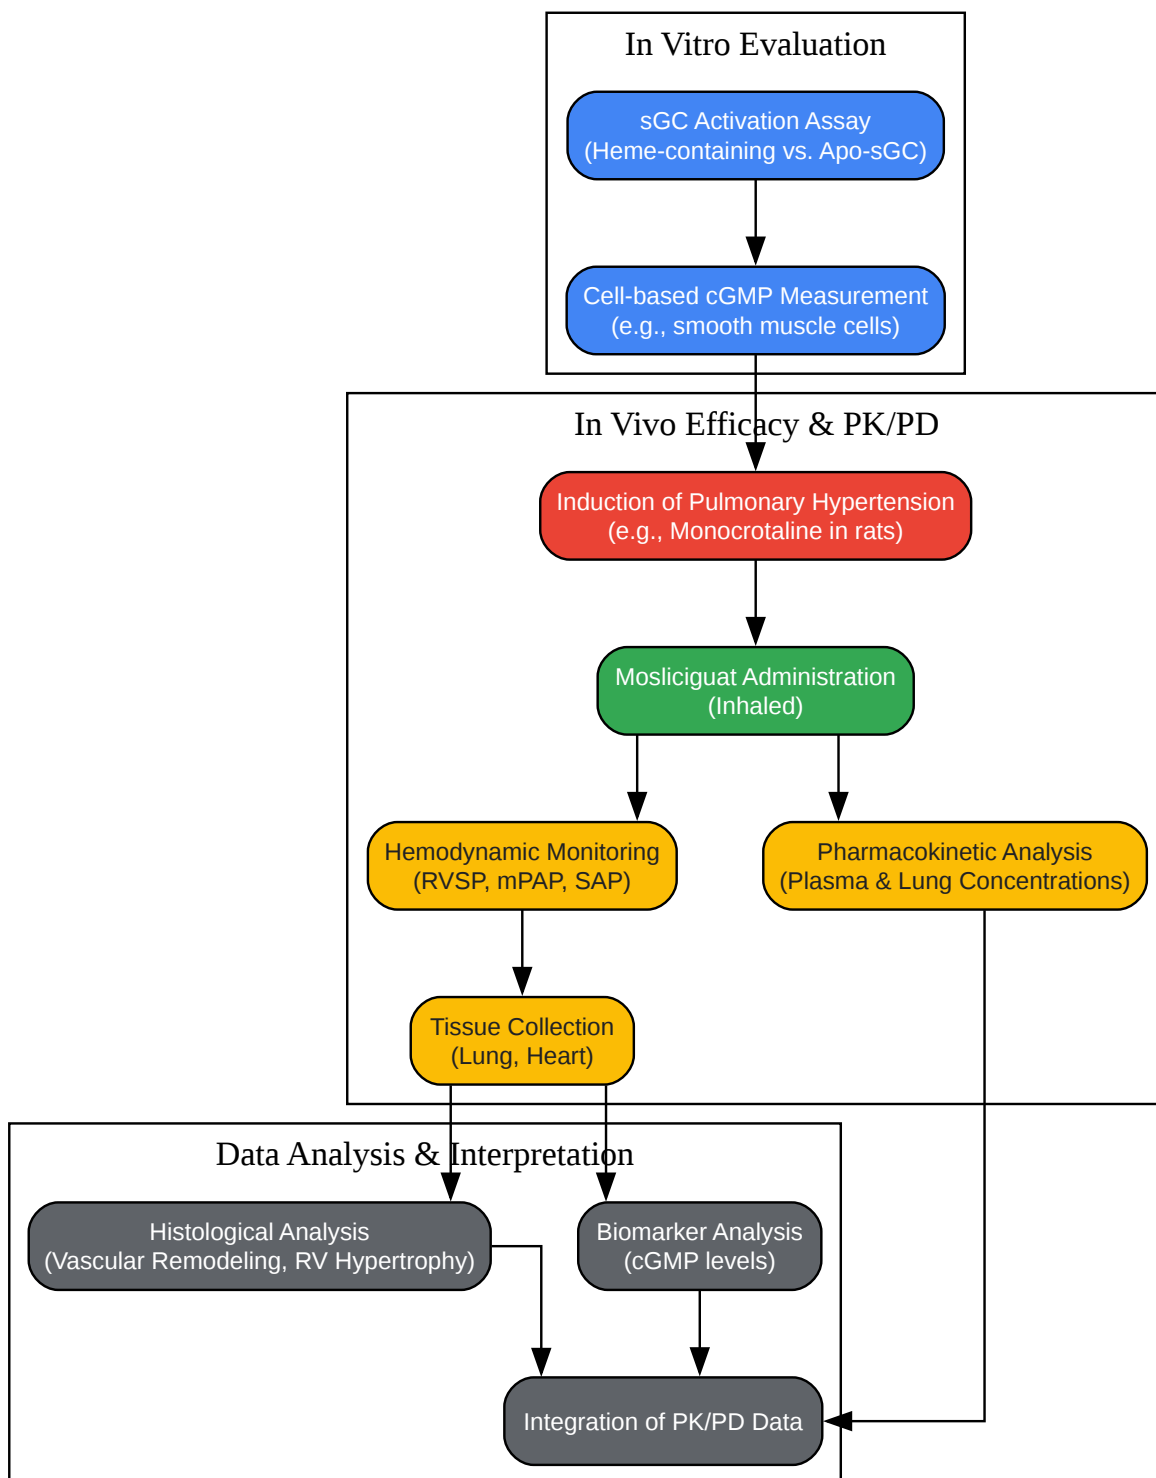 In Vitro Evaluation
sGC Activation Assay
(Heme-containing vs. Apo-sGC)
Cell-based cGMP Measurement
(e.g., smooth muscle cells)
In Vivo Efficacy & PK/PD
Induction of Pulmonary Hypertension
(e.g., Monocrotaline in rats)
Mosliciguat Administration
(Inhaled)
Hemodynamic Monitoring
(RVSP, mPAP, SAP)
Pharmacokinetic Analysis
(Plasma & Lung Concentrations)
Tissue Collection
(Lung, Heart)
Data Analysis & Interpretation
Histological Analysis
(Vascular Remodeling, RV Hypertrophy)
Biomarker Analysis
(cGMP levels)
Integration of PK/PD Data